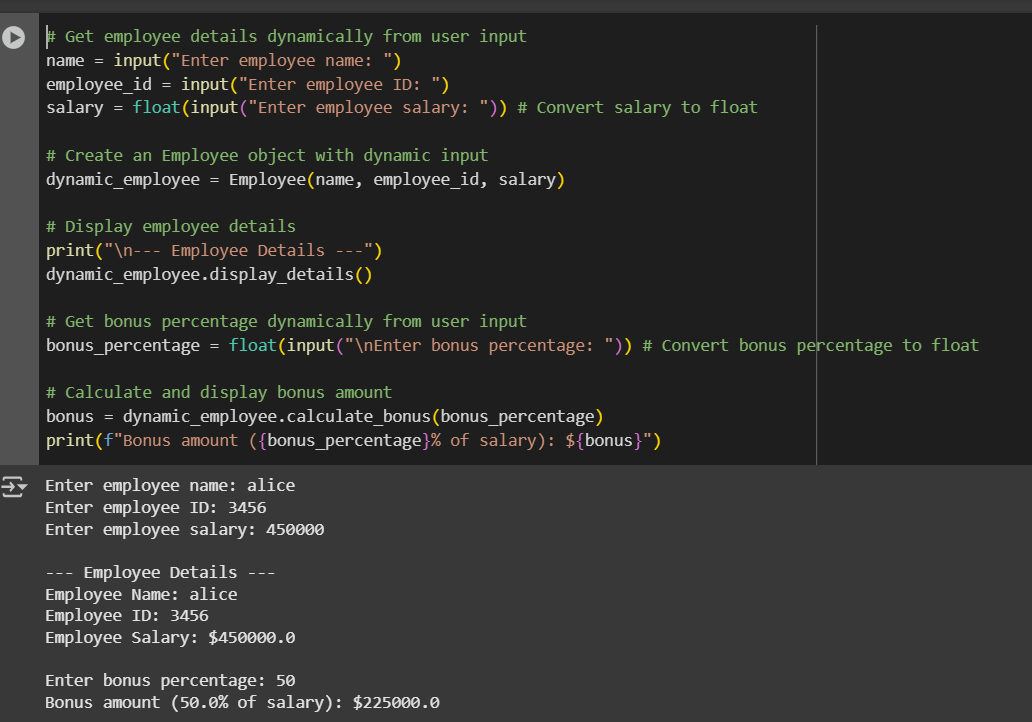 # Get employee details dynamically from user input
name = input("Enter employee name: ")
employee_id = input("Enter employee ID: ")
salary = float(input("Enter employee salary: ")) # Convert salary to float
# Create an Employee object with dynamic input
dynamic_employee = Employee(name, employee_id, salary)
# Display employee details
print("\n--- Employee Details ---")
dynamic_employee.display_details()
# Get bonus percentage dynamically from user input
bonus_percentage = float(input("\nEnter bonus percentage: ")) # Convert bonus percentage to float
# Calculate and display bonus amount
bonus = dynamic_employee.calculate_bonus(bonus_percentage)
print(f"Bonus amount ({bonus_percentage}% of salary): ${bonus}")
Enter employee name: alice
Enter employee ID: 3456
Enter employee salary: 450000
--- Employee Details ---
Employee Name: alice
Employee ID: 3456
Employee Salary: $450000.0
Enter bonus percentage: 50
Bonus amount (50.0% of salary): $225000.0